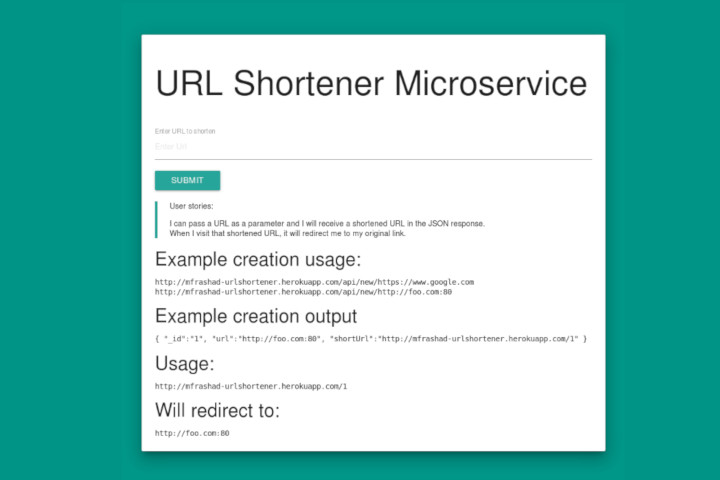 URL Shortener Microservice
Enter URL to shorten
Enter Url
SUBMIT
User stories:
I can pass a URL as a parameter and I will receive a shortened URL in the JSON response.
When I visit that shortened URL, it will redirect me to my original link.
Example creation usage:
http://mfrashad-urlshortener.herokuapp.com/api/new/https://www.google.com
http://mfrashad-urlshortener.herokuapp.com/api/new/http://foo.com:80
Example creation output
{ "_id":"1", "url":"http://foo.com:80", "shortUrl":"http://mfrashad-urlshortener.herokuapp.com/1" }
Usage:
http://mfrashad-urlshortener.herokuapp.com/1
Will redirect to:
http://foo.com:80